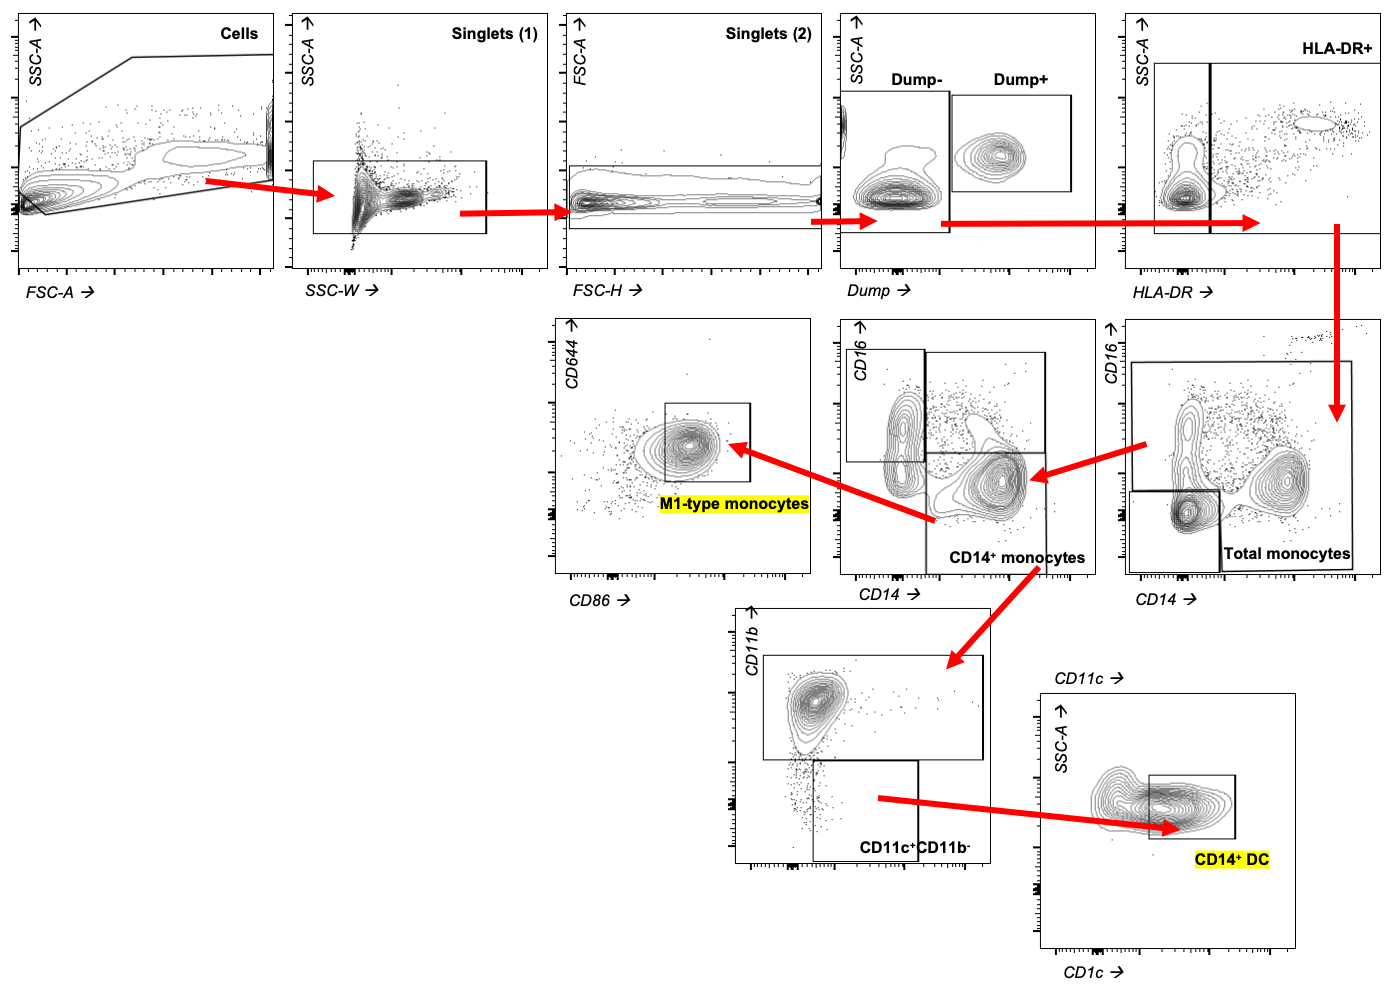 Cells
SSC-A →
FSC-A →
Singlets (1)
SSC-A →
SSC-W →
Singlets (2)
FSC-A →
FSC-H →
Dump-
Dump+
SSC-A →
Dump →
HLA-DR+
SSC-A →
HLA-DR →
CD644 →
M1-type monocytes
CD86 →
CD16 →
CD14⁺ monocytes
CD14 →
CD16 →
Total monocytes
CD14 →
CD11b →
CD11c⁺CD11b⁻
CD11c →
SSC-A →
CD14⁺ DC
CD1c →